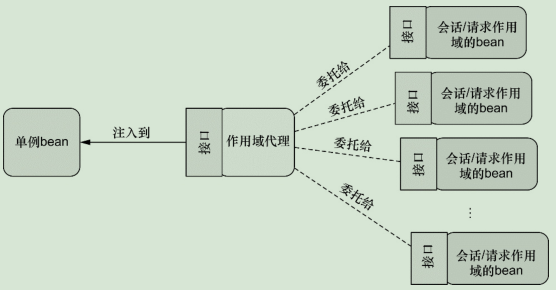 接口
会话/请求作用
域的bean
委托给
接口
会话/请求作用
域的bean
委托给
单例bean
注入到
接口
作用域代理
委托给
接口
会话/请求作用
域的bean
...
委托给
接口
会话/请求作用
域的bean